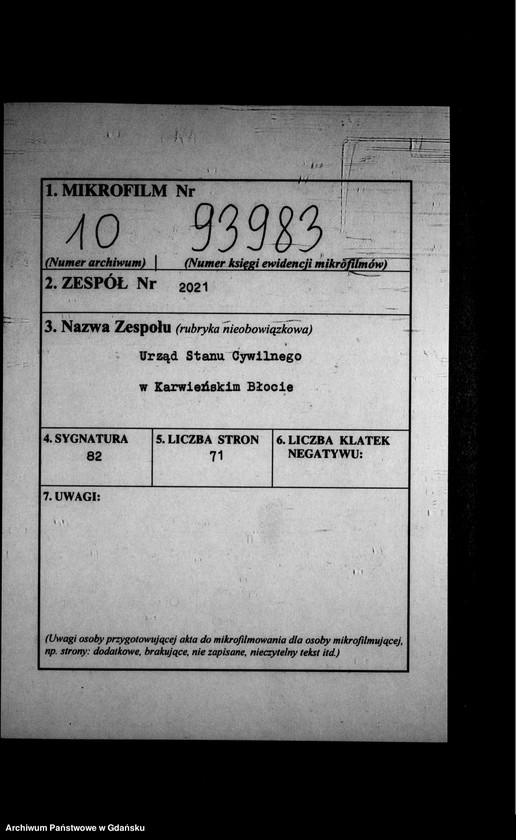 1. MIKROFILM Nr
10 93983
(Numer archiwum) (Numer księgi ewidencji mikrofilmów)
2. ZESPÓŁ Nr 2021
3. Nazwa Zespołu (rubryka nieobowiązkowa)
Urząd Stanu Cywilnego
w Karwieńskim Błocie
4. SYGNATURA
82
5. LICZBA STRON
71
6. LICZBA KLATEK
NEGATYWU:
7. UWAGI:
(Uwagi osoby przygotowującej akta do mikrofilmowania dla osoby mikrofilmującej,
np. strony: dodatkowe, brakujące, nie zapisane, nieczytelny tekst itd.)
Archiwum Państwowe w Gdańsku